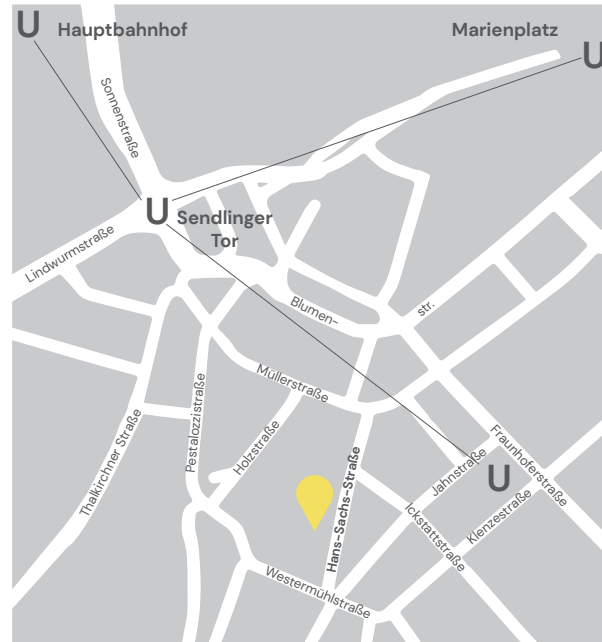 U Hauptbahnhof
Marienplatz U
Sonnenstraße
U Sendlinger
Tor
Lindwurmstraße
Blumen-
str.
Müllerstraße
Pestalozzistraße
Holzstraße
Thalkirchner Straße
Hans-Sachs-Straße
Fraunhoferstraße
Jahnstraße
U
Ickstattstraße
Klenzestraße
Westermühlstraße